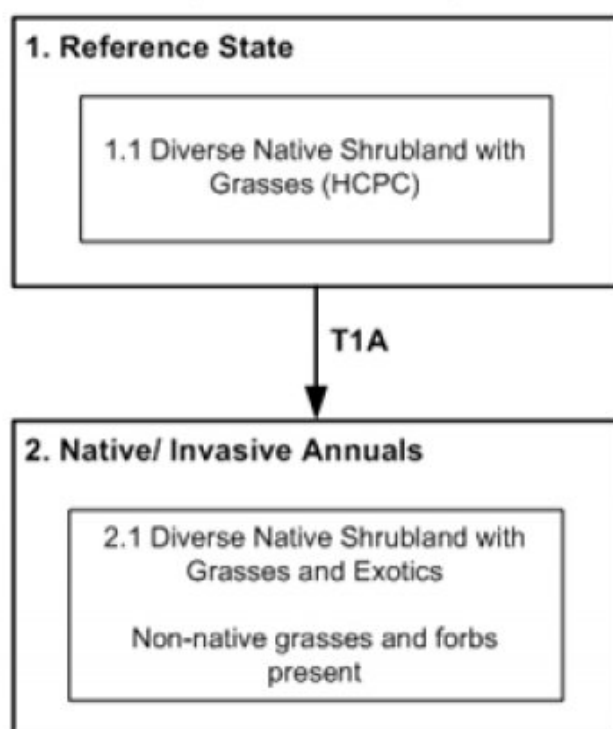 1. Reference State
1.1 Diverse Native Shrubland with
Grasses (HCPC)
T1A
2. Native/ Invasive Annuals
2.1 Diverse Native Shrubland with
Grasses and Exotics
Non-native grasses and forbs
present